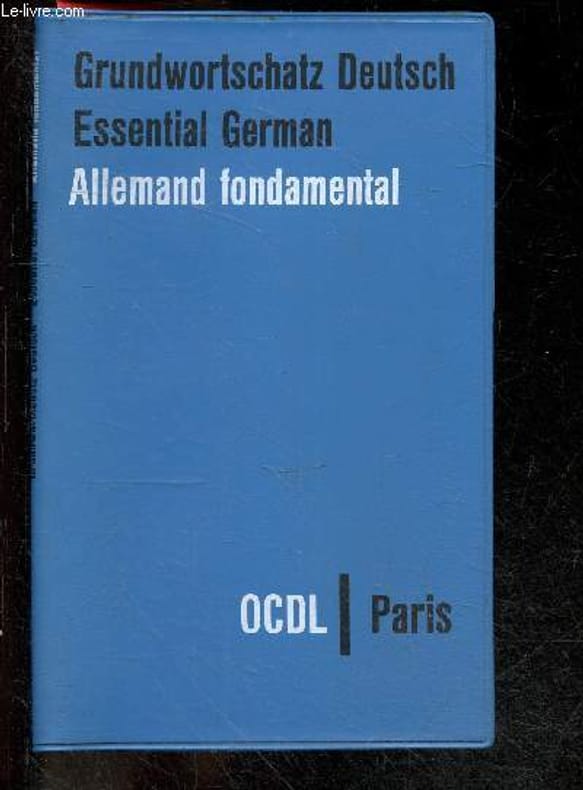 Le-livre.com
Grundwortschatz Deutsch
Essential German
Allemand fondamental
OCDL | Paris